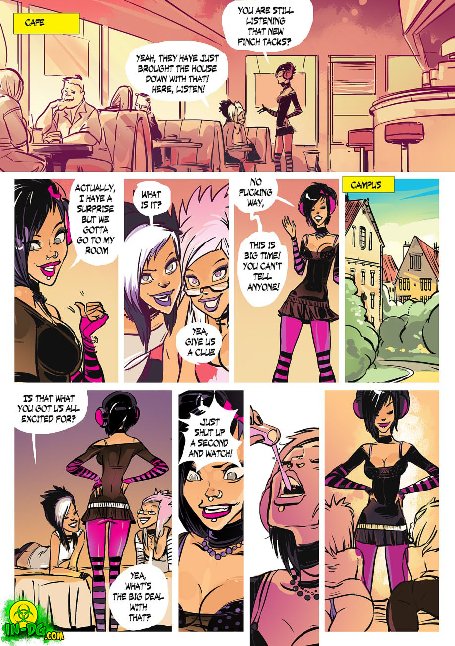 CAFE
YOU ARE STILL
LISTENING
THAT NEW
FINCH TACKS?
YEAH, THEY HAVE JUST
BROUGHT THE HOUSE
DOWN WITH THAT!
HERE, LISTEN!
ACTUALLY,
I HAVE A
SURPRISE
BUT WE
GOTTA
GO TO MY
ROOM
WHAT
IS IT?
YEA,
GIVE US
A CLUE
NO
FUCKING
WAY,
THIS IS
BIG TIME!
YOU CAN'T
TELL
ANYONE!
CAMPUS
IS THAT WHAT
YOU GOT US ALL
EXCITED FOR?
YEA,
WHAT'S
THE BIG
DEAL
WITH
THAT?
JUST
SHUT UP
A SECOND
AND WATCH!
IN-DC.com